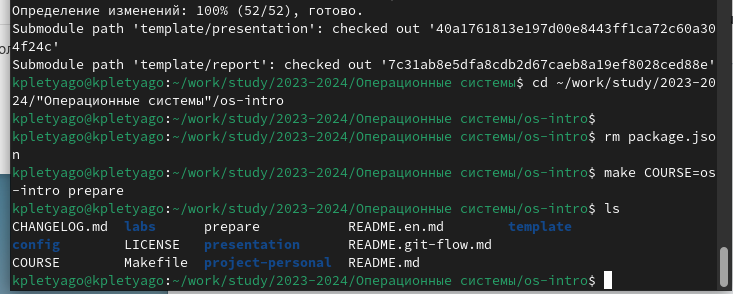 Определение изменений: 100% (52/52), готово.
Submodule path 'template/presentation': checked out '40a1761813e197d00e8443ff1ca72c60a30
4f24c'
Submodule path 'template/report': checked out '7c31ab8e5dfa8cdb2d67caeb8a19ef8028ced88e'
kpletyago@kpletyago:~/work/study/2023-2024/Операционные системы$ cd ~/work/study/2023-20
24/"Операционные системы"/os-intro
kpletyago@kpletyago:~/work/study/2023-2024/Операционные системы/os-intro$
kpletyago@kpletyago:~/work/study/2023-2024/Операционные системы/os-intro$ rm package.jso
n
kpletyago@kpletyago:~/work/study/2023-2024/Операционные системы/os-intro$ make COURSE=os
-intro prepare
kpletyago@kpletyago:~/work/study/2023-2024/Операционные системы/os-intro$ ls
CHANGELOG.md labs prepare README.en.md template
config LICENSE presentation README.git-flow.md
COURSE Makefile project-personal README.md
kpletyago@kpletyago:~/work/study/2023-2024/Операционные системы/os-intro$